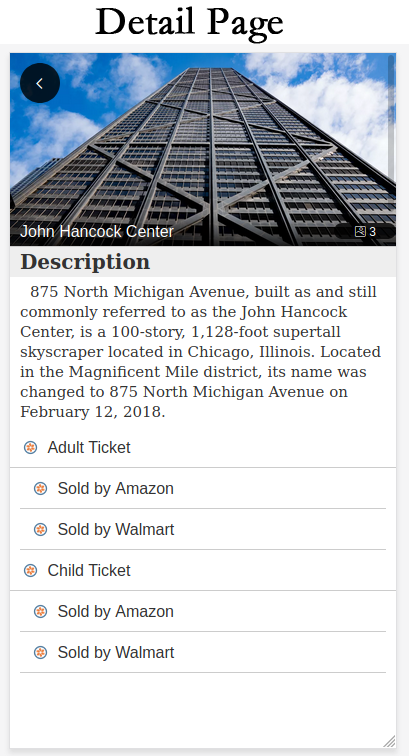 Detail Page
John Hancock Center
3
Description
875 North Michigan Avenue, built as and still
commonly referred to as the John Hancock
Center, is a 100-story, 1,128-foot supertall
skyscraper located in Chicago, Illinois. Located
in the Magnificent Mile district, its name was
changed to 875 North Michigan Avenue on
February 12, 2018.
Adult Ticket
Sold by Amazon
Sold by Walmart
Child Ticket
Sold by Amazon
Sold by Walmart